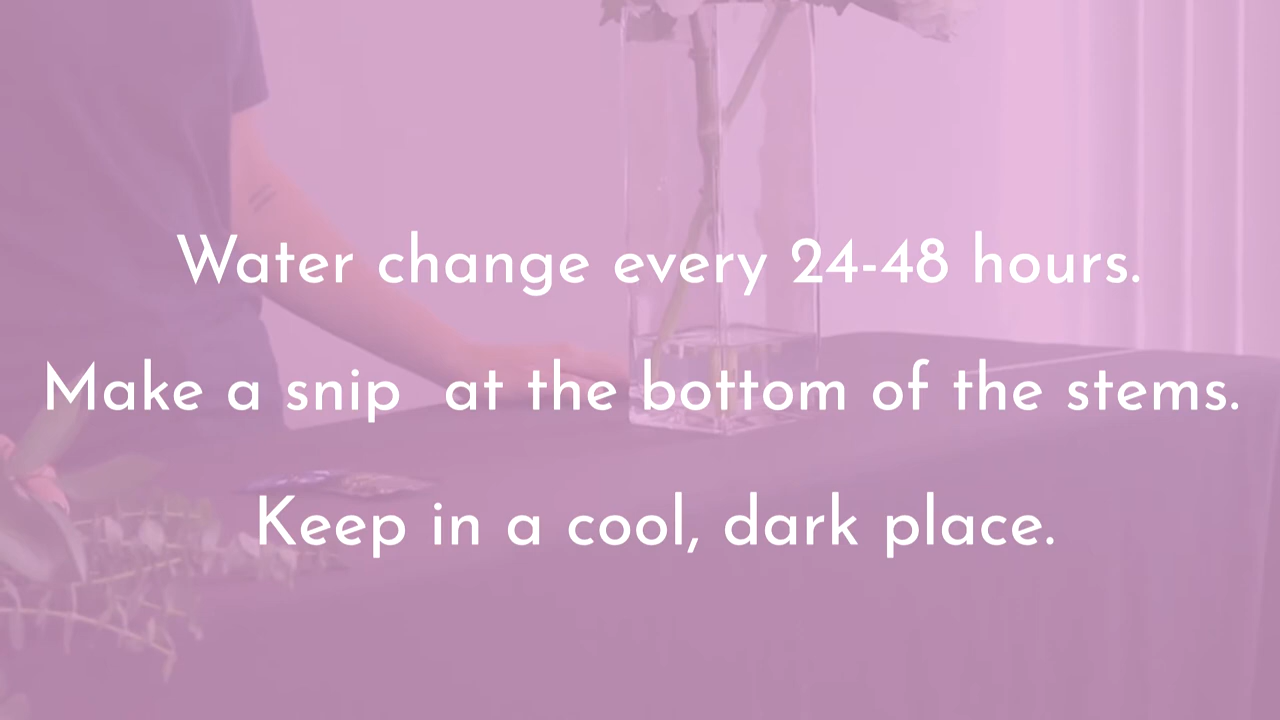 Water change every 24-48 hours.
Make a snip  at the bottom of the stems.
Keep in a cool, dark place.